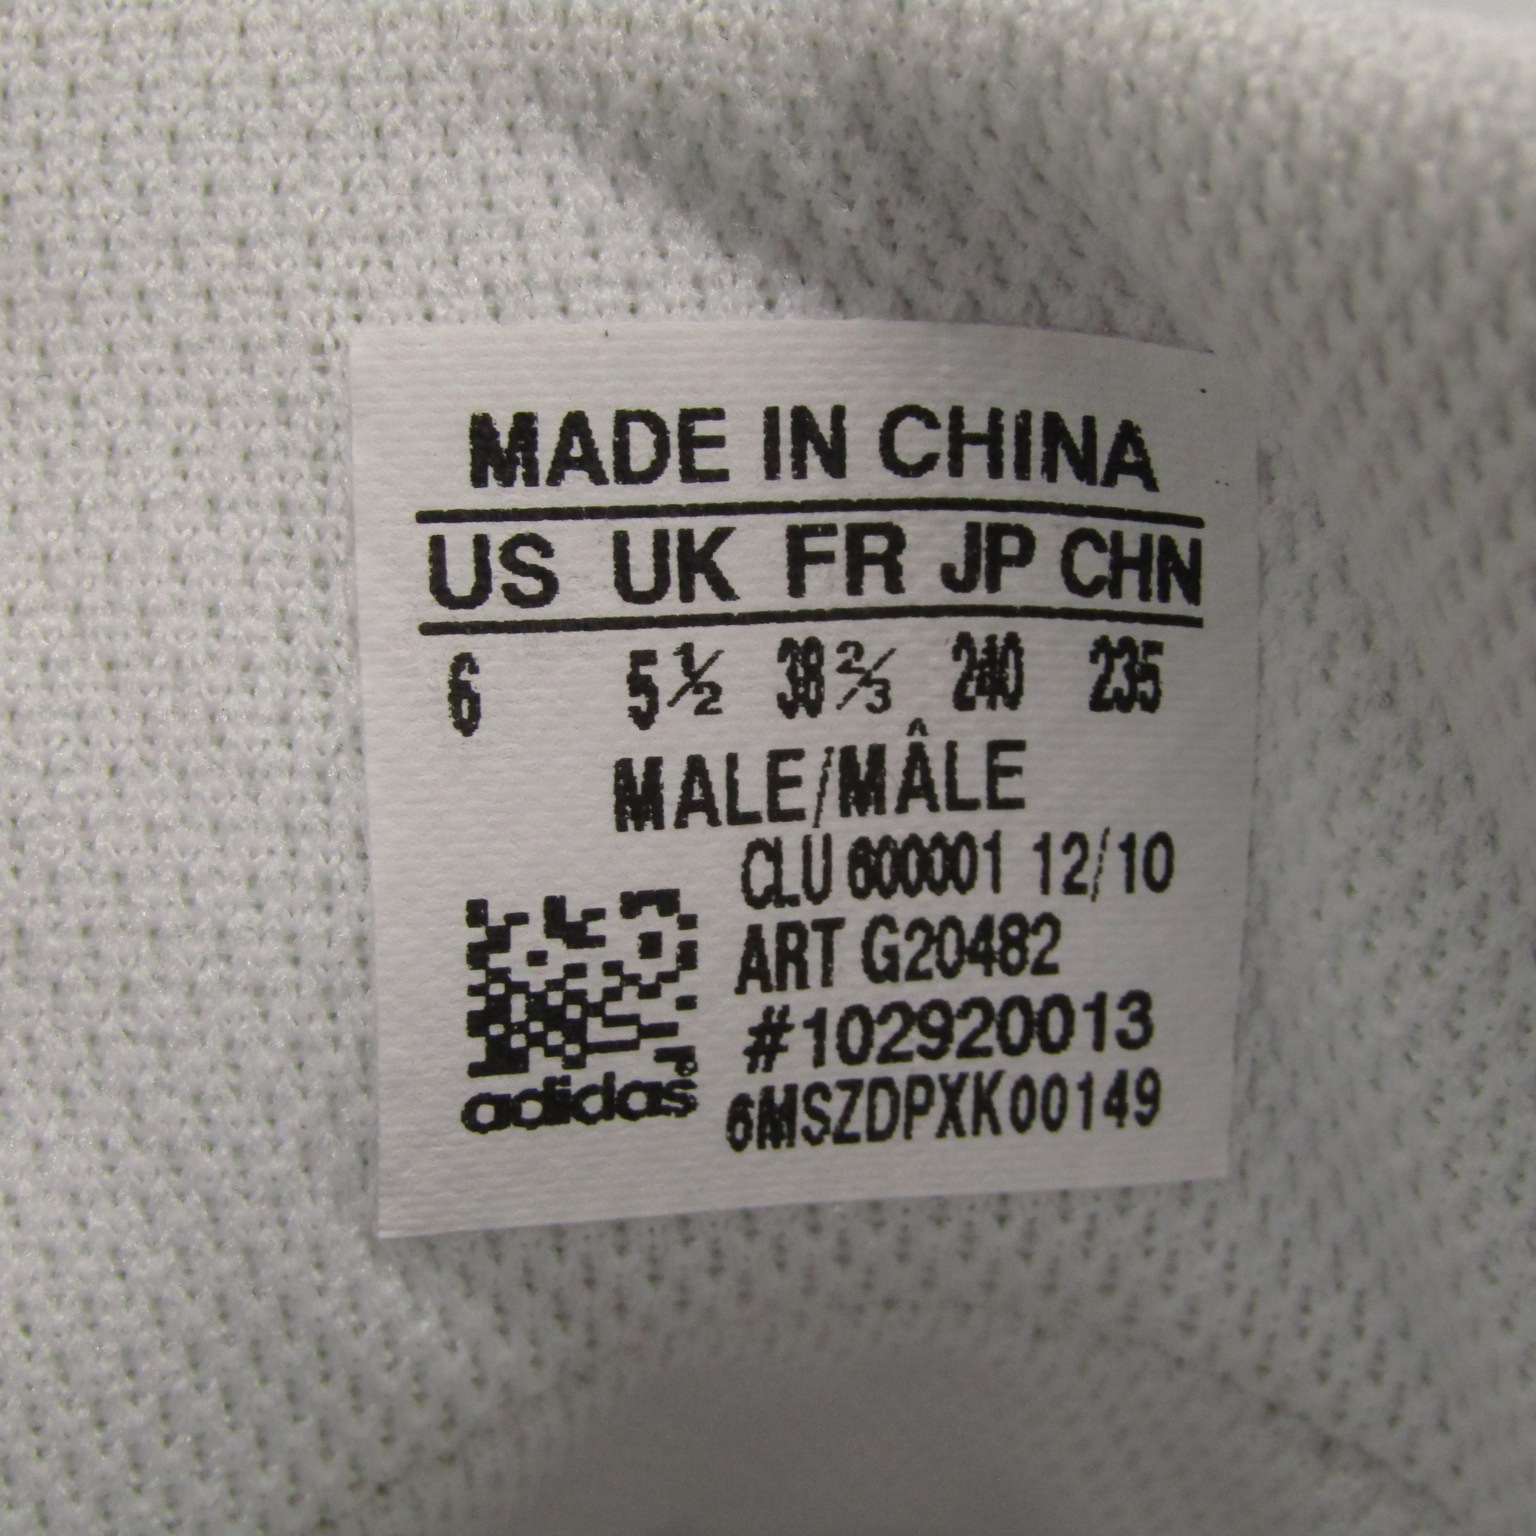 MADE IN CHINA
US UK FR JP CHN
6 5½ 38⅔ 240 235
MALE/MÂLE
CLU 600001 12/10
ART G20482
#102920013
6MSZDPXK00149
adidas®